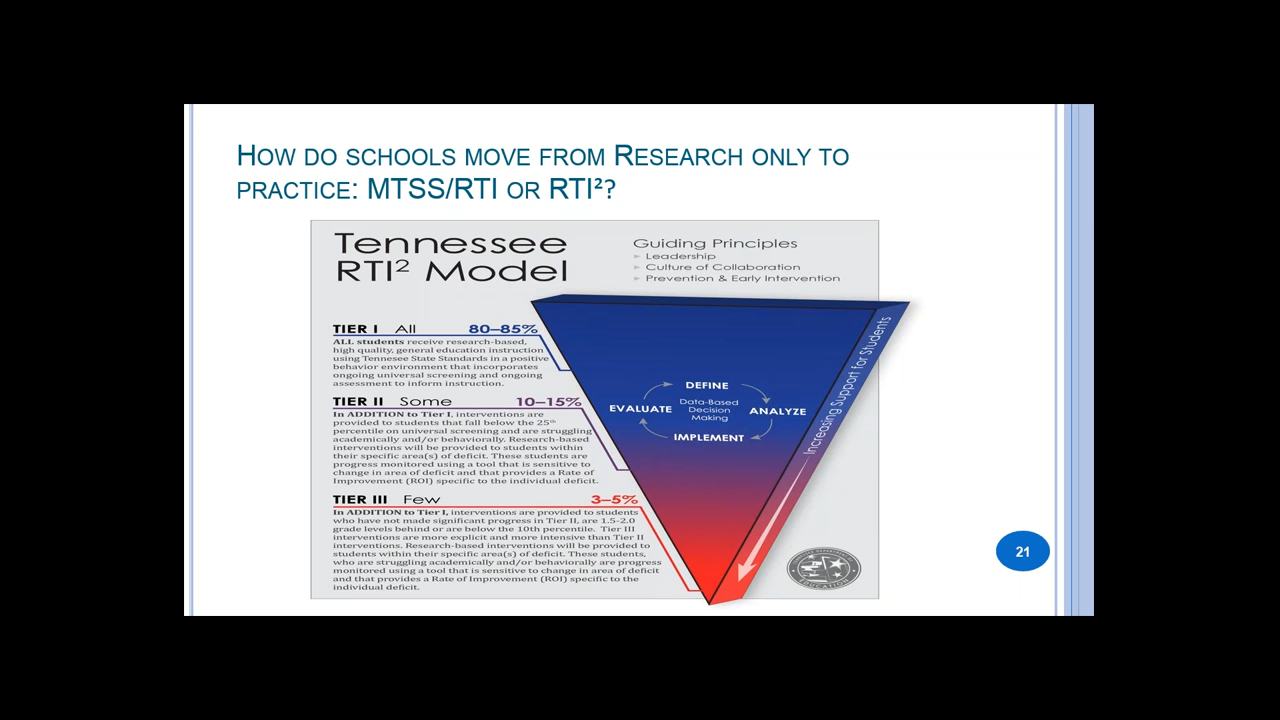 How do schools move from Research only to
practice: MTSS/RTI or RTI²?
Tennessee
RTI² Model
Guiding Principles
Leadership
Culture of Collaboration
Prevention & Early Intervention
TIER I All 80–85%
ALL students receive research-based,
high quality, general education instruction
using Tennessee State Standards in a positive
behavior environment that incorporates
ongoing universal screening and ongoing
assessment to inform instruction.
TIER II Some 10–15%
In ADDITION to Tier I, interventions are
provided to students that fall below the 25th
percentile on universal screening and are struggling
academically and/or behaviorally. Research-based
interventions will be provided to students within
their specific area(s) of deficit. These students are
progress monitored using a tool that is sensitive to
change in area of deficit and that provides a Rate of
Improvement (ROI) specific to the individual deficit.
TIER III Few 3–5%
In ADDITION to Tier I, interventions are provided to students
who have not made significant progress in Tier II, are 1.5-2.0
grade levels behind or are below the 10th percentile. Tier III
interventions are more explicit and more intensive than Tier II
interventions. Research-based interventions will be provided to
students within their specific area(s) of deficit. These students,
who are struggling academically and/or behaviorally are progress
monitored using a tool that is sensitive to change in area of deficit
and that provides a Rate of Improvement (ROI) specific to the
individual deficit.
DEFINE
EVALUATE
Data-Based
Decision
Making
ANALYZE
IMPLEMENT
Increasing Support for Students
EDUCATION
21